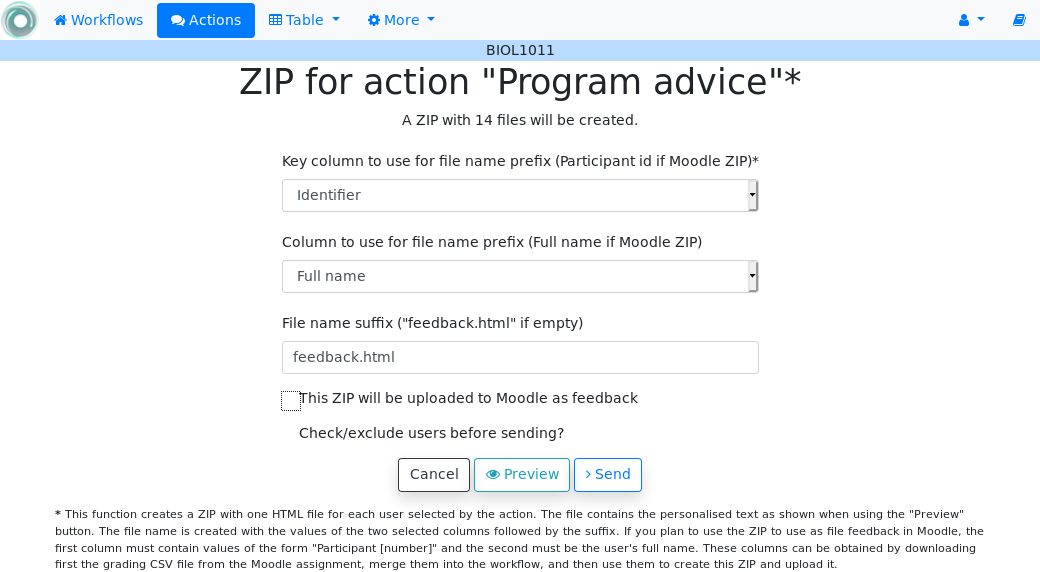 Workflows Actions Table More
BIOL1011
ZIP for action "Program advice"*
A ZIP with 14 files will be created.
Key column to use for file name prefix (Participant id if Moodle ZIP)*
Identifier
Column to use for file name prefix (Full name if Moodle ZIP)
Full name
File name suffix ("feedback.html" if empty)
feedback.html
This ZIP will be uploaded to Moodle as feedback
Check/exclude users before sending?
Cancel Preview Send
* This function creates a ZIP with one HTML file for each user selected by the action. The file contains the personalised text as shown when using the "Preview"
button. The file name is created with the values of the two selected columns followed by the suffix. If you plan to use the ZIP to use as file feedback in Moodle, the
first column must contain values of the form "Participant [number]" and the second must be the user's full name. These columns can be obtained by downloading
first the grading CSV file from the Moodle assignment, merge them into the workflow, and then use them to create this ZIP and upload it.